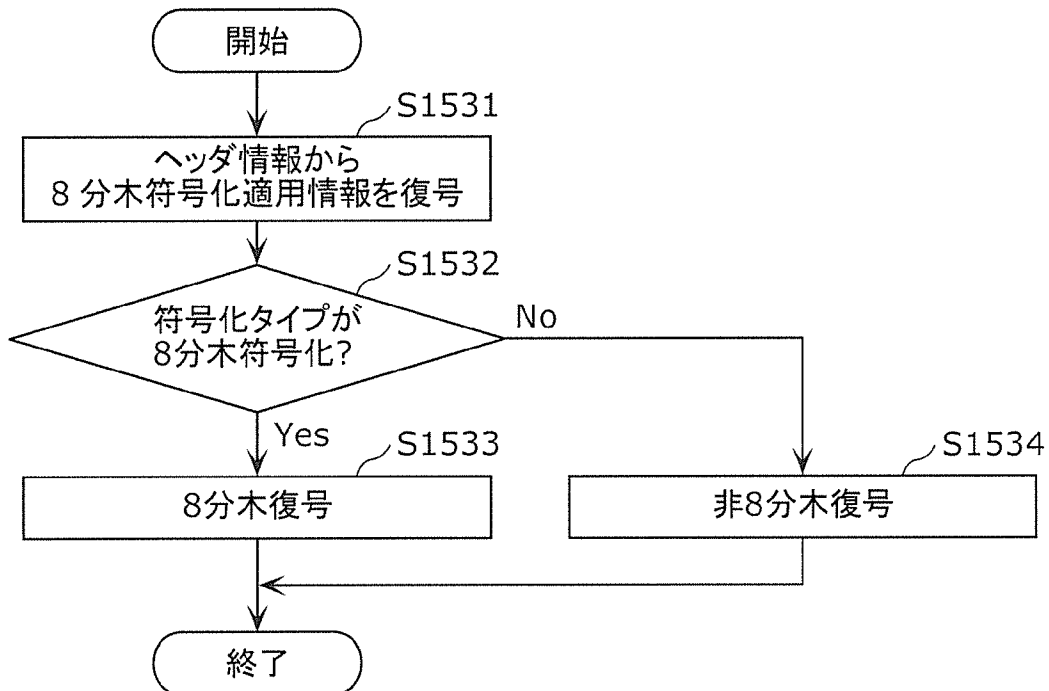 開始
S1531
ヘッダ情報から
8分木符号化適用情報を復号
S1532
符号化タイプが
8分木符号化?
No
Yes
S1533
8分木復号
S1534
非8分木復号
終了